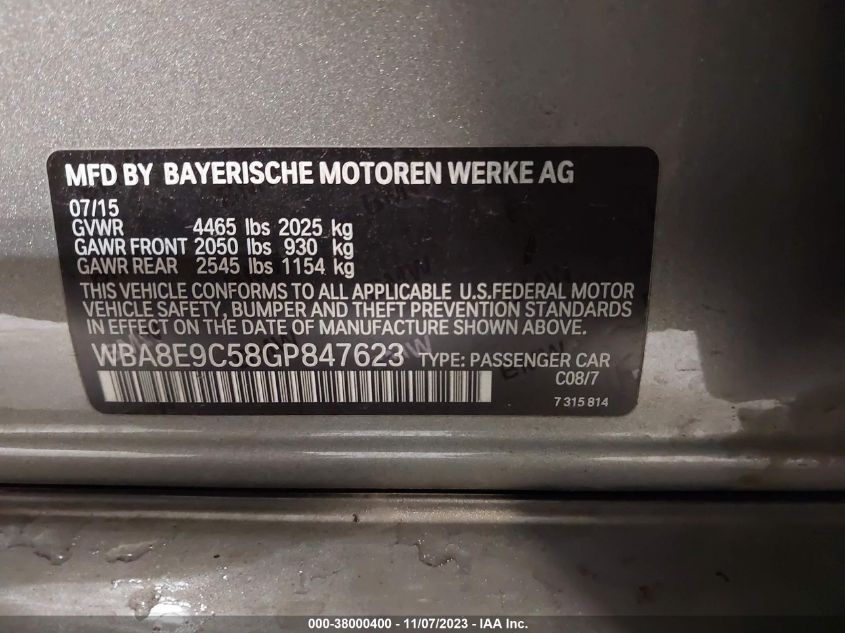 MFD BY BAYERISCHE MOTOREN WERKE AG
07/15
GVWR 4465 lbs 2025 kg
GAWR FRONT 2050 lbs 930 kg
GAWR REAR 2545 lbs 1154 kg
THIS VEHICLE CONFORMS TO ALL APPLICABLE U.S.FEDERAL MOTOR
VEHICLE SAFETY, BUMPER AND THEFT PREVENTION STANDARDS
IN EFFECT ON THE DATE OF MANUFACTURE SHOWN ABOVE.
WBA8E9C58GP847623 TYPE: PASSENGER CAR
C08/7
7 315 814
000-38000400 - 11/07/2023 - IAA Inc.